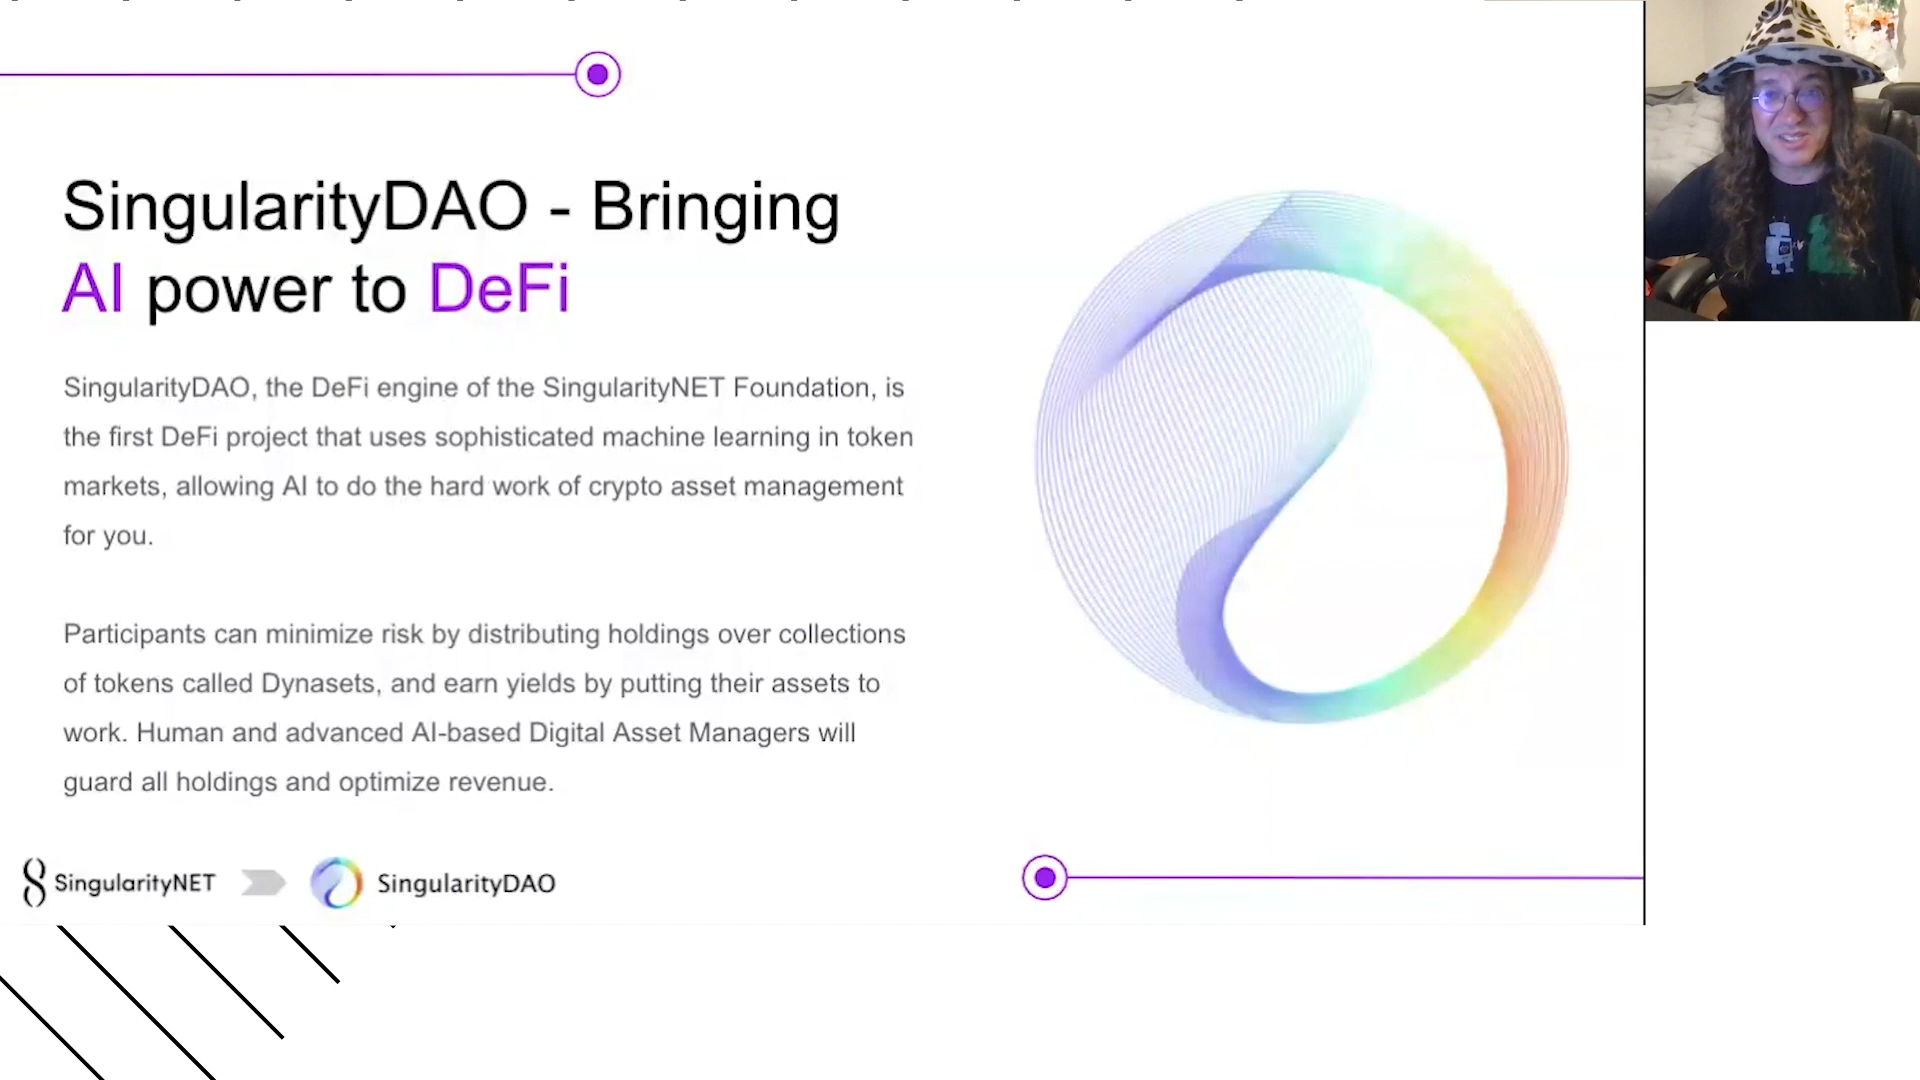 SingularityDAO - Bringing
AI power to DeFi
SingularityDAO, the DeFi engine of the SingularityNET Foundation, is
the first DeFi project that uses sophisticated machine learning in token
markets, allowing AI to do the hard work of crypto asset management
for you.
Participants can minimize risk by distributing holdings over collections
of tokens called Dynasets, and earn yields by putting their assets to
work. Human and advanced AI-based Digital Asset Managers will
guard all holdings and optimize revenue.
SingularityNET
SingularityDAO